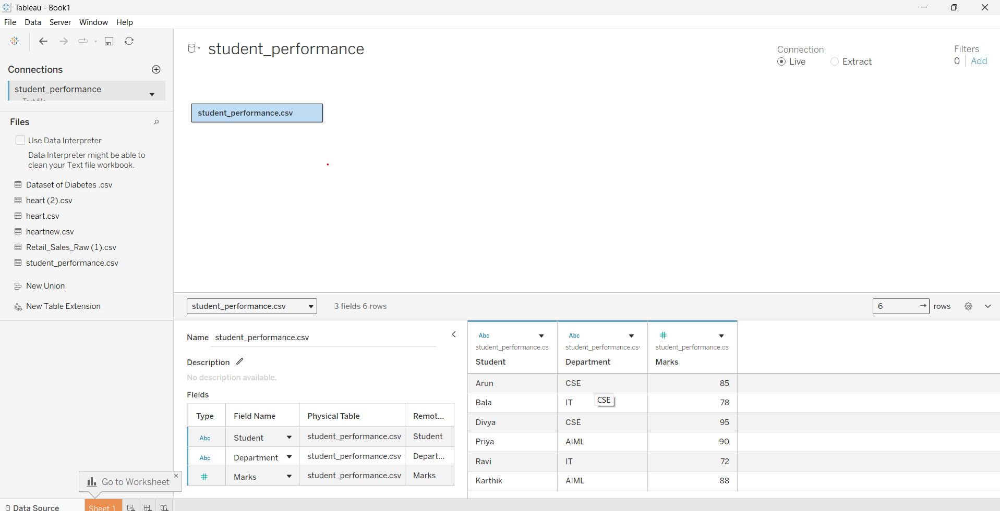 Tableau - Book1
File Data Server Window Help
Connections
student_performance
Text file
Files
Use Data Interpreter
Data Interpreter might be able to
clean your Text file workbook.
Dataset of Diabetes .csv
heart (2).csv
heart.csv
heartnew.csv
Retail_Sales_Raw (1).csv
student_performance.csv
New Union
New Table Extension
student_performance
Connection
Live Extract
Filters
0 Add
student_performance.csv
student_performance.csv 3 fields 6 rows
6 rows
Name student_performance.csv
Description
No description available.
Fields
Type Field Name Physical Table Remot...
Abc Student student_performance.csv Student
Abc Department student_performance.csv Depart...
# Marks student_performance.csv Marks
Abc Abc #
student_performance.cs student_performance.cs student_performance.cs
Student Department Marks
Arun CSE 85
Bala IT 78
CSE
Divya CSE 95
Priya AIML 90
Ravi IT 72
Karthik AIML 88
Go to Worksheet
Data Source Sheet 1